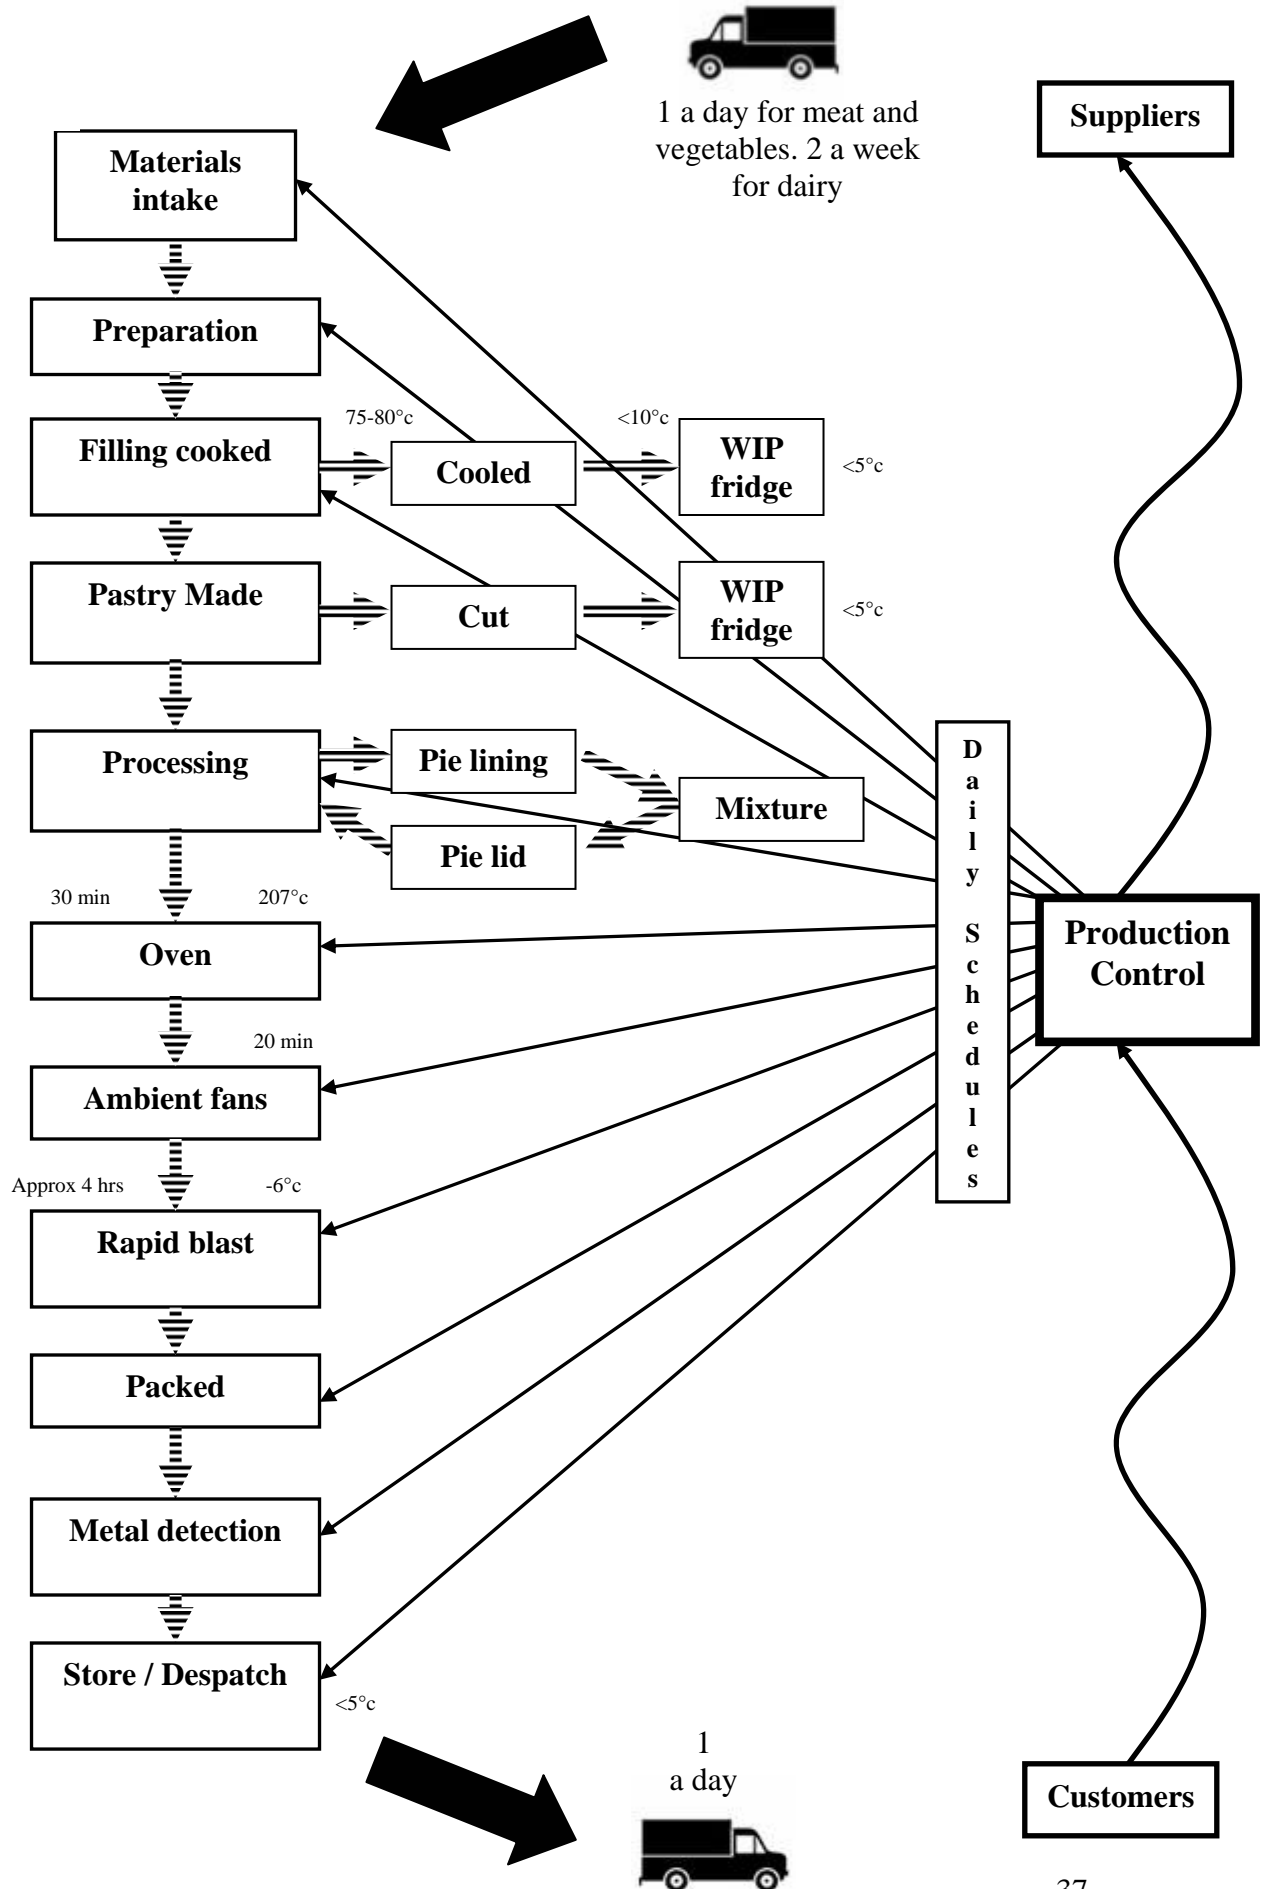 1 a day for meat and
vegetables. 2 a week
for dairy
Suppliers
Materials
intake
Preparation
75-80°c
<10°c
Filling cooked
Cooled
WIP
fridge
<5°c
Pastry Made
Cut
WIP
fridge
<5°c
Processing
Pie lining
Mixture
Pie lid
Daily Schedules
Production
Control
30 min
207°c
Oven
20 min
Ambient fans
Approx 4 hrs
-6°c
Rapid blast
Packed
Metal detection
Store / Despatch
<5°c
1
a day
Customers
37